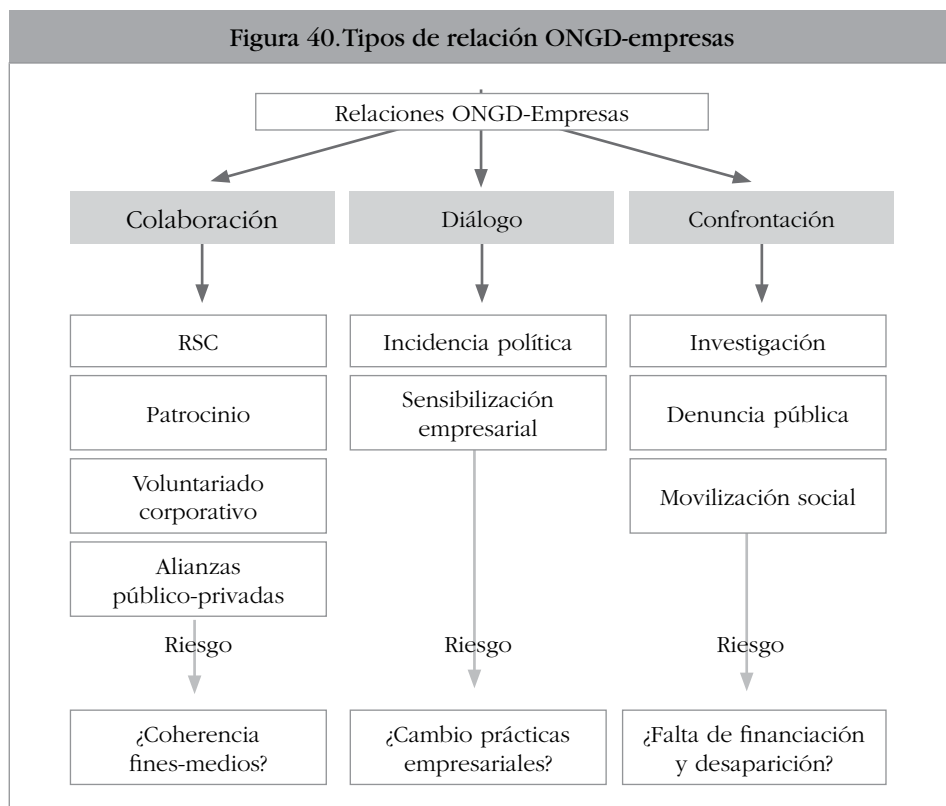 Figura 40. Tipos de relación ONGD-empresas
Relaciones ONGD-Empresas
Colaboración
Diálogo
Confrontación
RSC
Patrocinio
Voluntariado
corporativo
Alianzas
público-privadas
Riesgo
¿Coherencia
fines-medios?
Incidencia política
Sensibilización
empresarial
Riesgo
¿Cambio prácticas
empresariales?
Investigación
Denuncia pública
Movilización social
Riesgo
¿Falta de financiación
y desaparición?